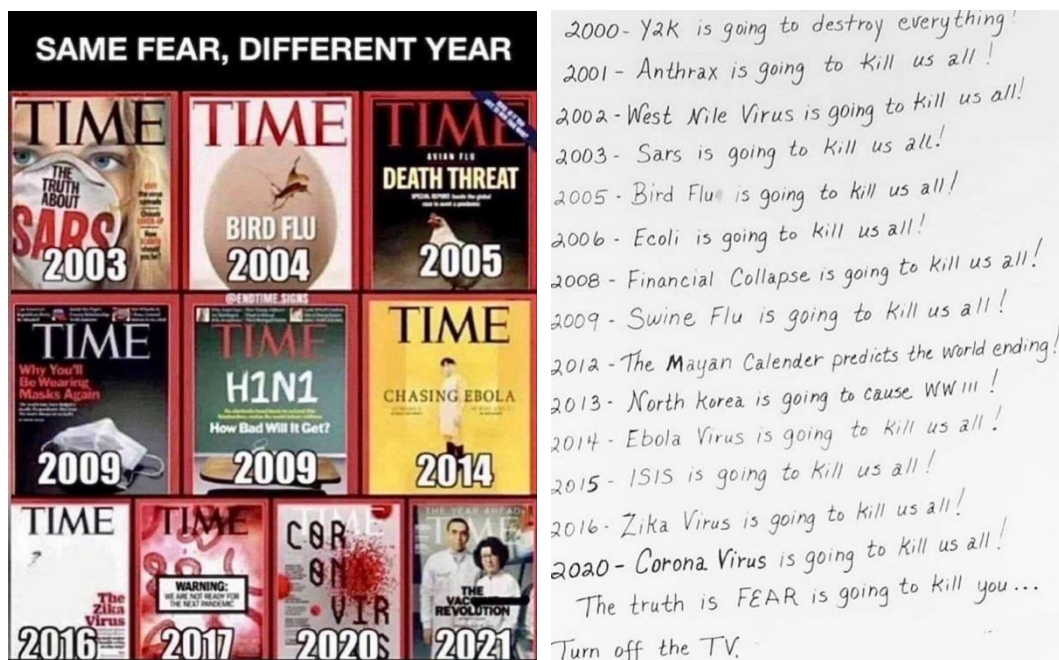 SAME FEAR, DIFFERENT YEAR
TIME
THE
TRUTH
ABOUT
SARS
2003
TIME
BIRD FLU
2004
TIME
AVIAN FLU
DEATH THREAT
2005
@ENDTIME_SIGNS
TIME
Why You'll
Be Wearing
Masks Again
2009
TIME
H1N1
How Bad Will It Get?
2009
TIME
CHASING EBOLA
2014
TIME
The
Zika
Virus
2016
TIME
WARNING:
WE ARE NOT READY FOR
THE NEXT PANDEMIC
2017
TIME
COR
ON
VIR
2020
THE YEAR AHEAD
TIME
THE
REVOLUTION
2021
2000 - Y2K is going to destroy everything!
2001 - Anthrax is going to kill us all!
2002 - West Nile Virus is going to kill us all!
2003 - Sars is going to kill us all!
2005 - Bird Flu is going to kill us all!
2006 - Ecoli is going to kill us all!
2008 - Financial Collapse is going to kill us all!
2009 - Swine Flu is going to kill us all!
2012 - The Mayan Calender predicts the world ending!
2013 - North Korea is going to cause WW III!
2014 - Ebola Virus is going to kill us all!
2015 - ISIS is going to kill us all!
2016 - Zika Virus is going to kill us all!
2020 - Corona Virus is going to kill us all!
The truth is FEAR is going to kill you...
Turn off the TV.